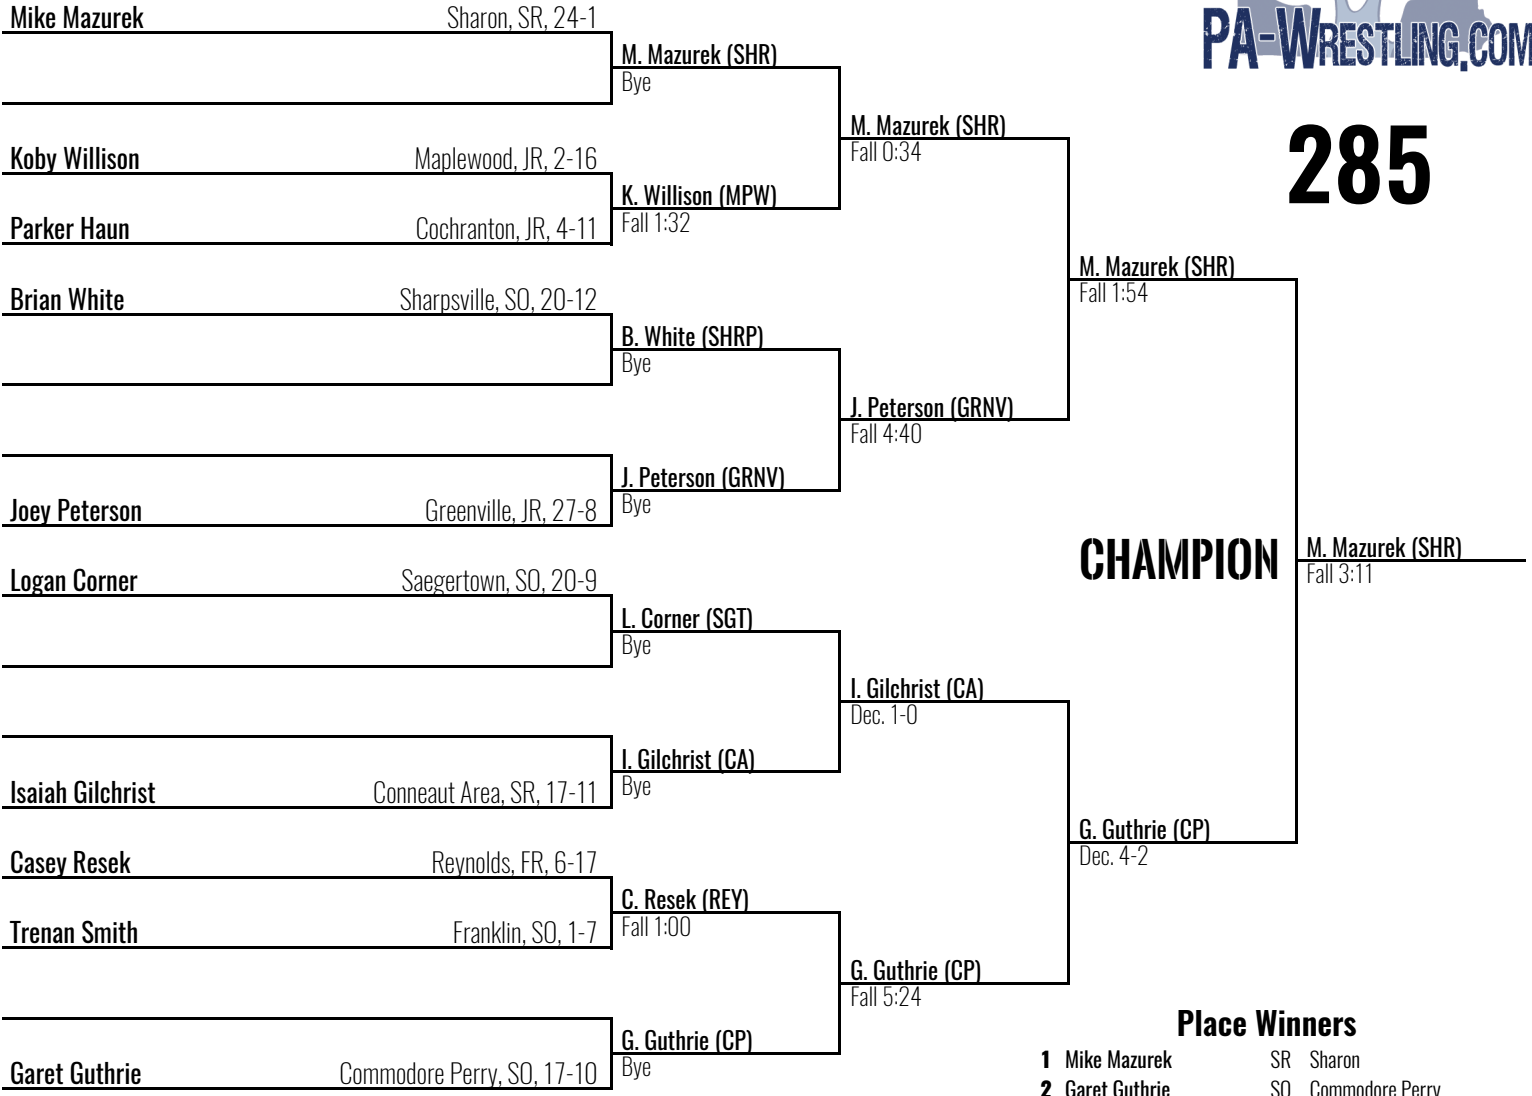 Mike Mazurek Sharon, SR, 24-1
M. Mazurek (SHR)
Bye
Koby Willison Maplewood, JR, 2-16
K. Willison (MPW)
Fall 1:32
Parker Haun Cochranton, JR, 4-11
M. Mazurek (SHR)
Fall 0:34
Brian White Sharpsville, SO, 20-12
B. White (SHRP)
Bye
J. Peterson (GRNV)
Bye
Joey Peterson Greenville, JR, 27-8
J. Peterson (GRNV)
Fall 4:40
M. Mazurek (SHR)
Fall 1:54
Logan Corner Saegertown, SO, 20-9
L. Corner (SGT)
Bye
I. Gilchrist (CA)
Bye
Isaiah Gilchrist Conneaut Area, SR, 17-11
I. Gilchrist (CA)
Dec. 1-0
Casey Resek Reynolds, FR, 6-17
C. Resek (REY)
Fall 1:00
Trenan Smith Franklin, SO, 1-7
G. Guthrie (CP)
Bye
Garet Guthrie Commodore Perry, SO, 17-10
G. Guthrie (CP)
Fall 5:24
G. Guthrie (CP)
Dec. 4-2
PA-WRESTLING.COM
285
CHAMPION
M. Mazurek (SHR)
Fall 3:11
Place Winners
1 Mike Mazurek SR Sharon
2 Garet Guthrie SO Commodore Perry